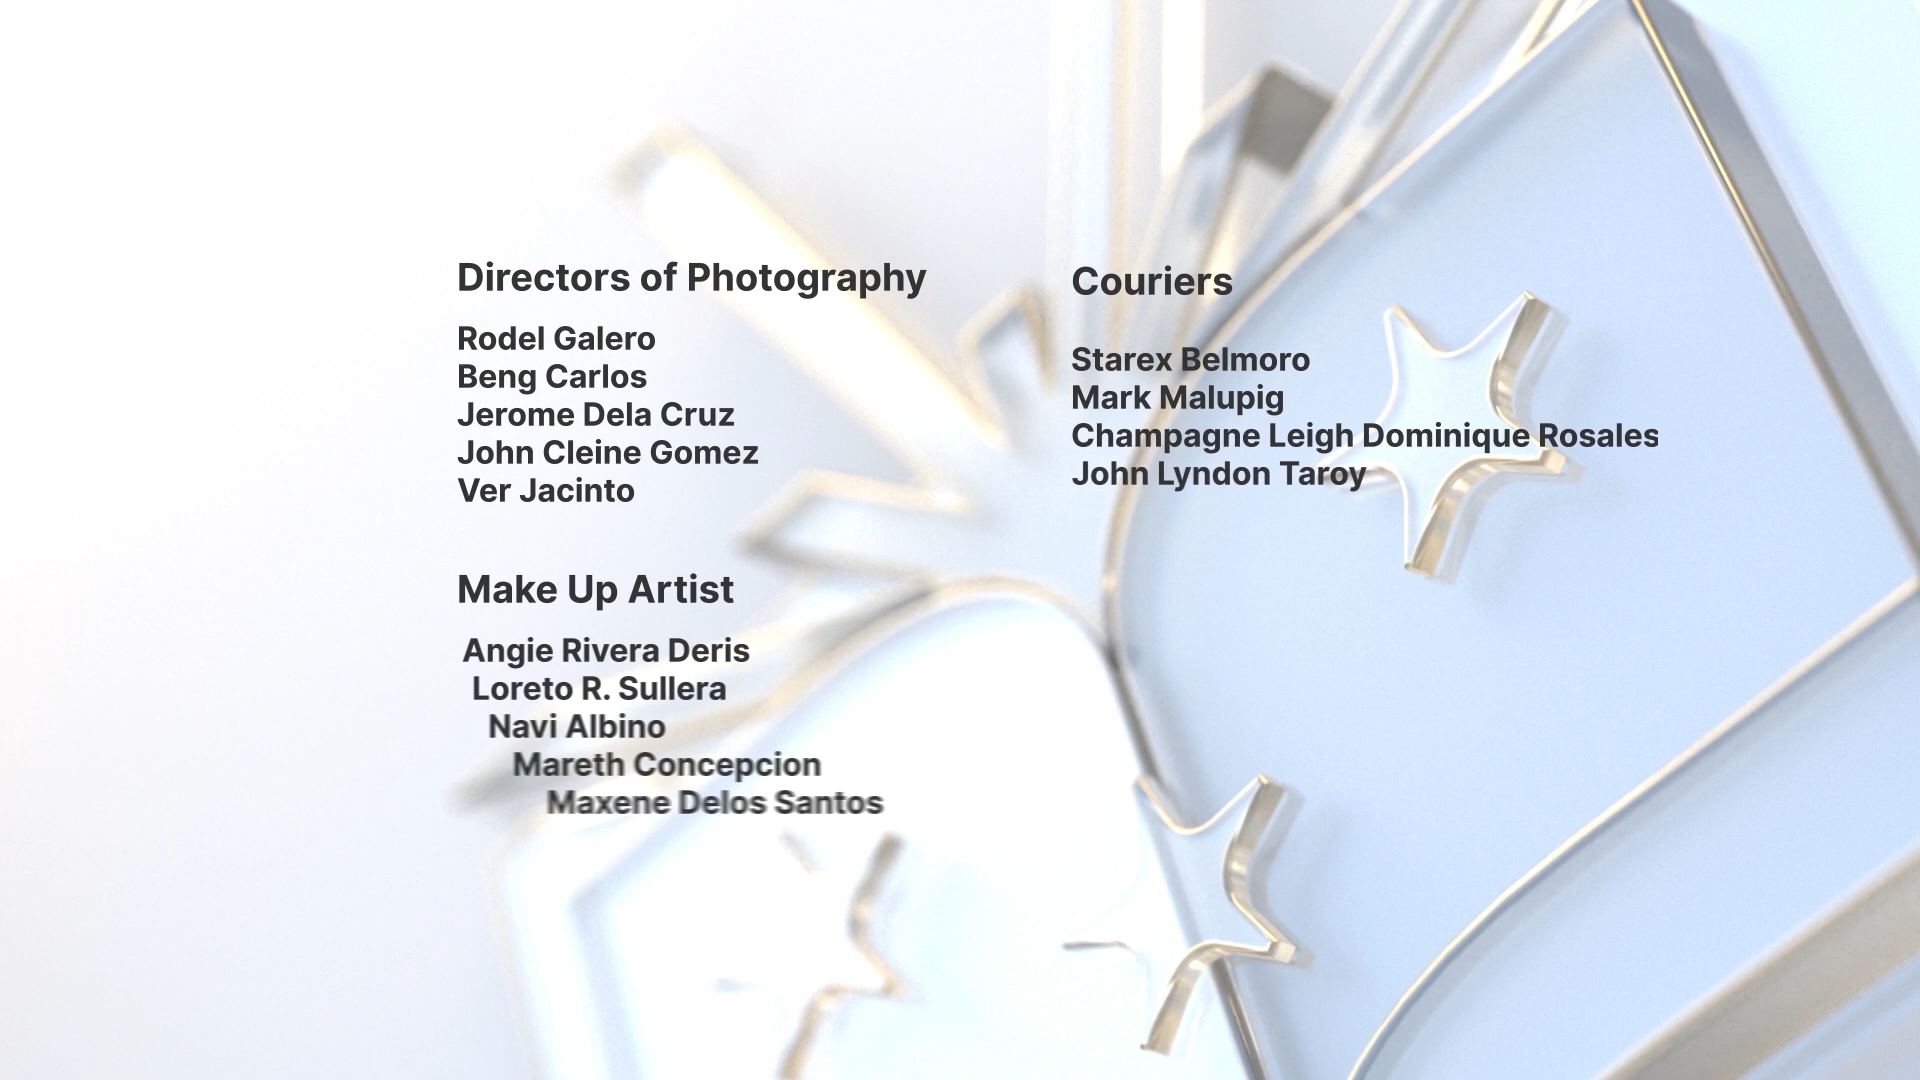 Directors of Photography
Rodel Galero
Beng Carlos
Jerome Dela Cruz
John Cleine Gomez
Ver Jacinto
Make Up Artist
Angie Rivera Deris
Loreto R. Sullera
Navi Albino
Mareth Concepcion
Maxene Delos Santos
Couriers
Starex Belmoro
Mark Malupig
Champagne Leigh Dominique Rosales
John Lyndon Taroy